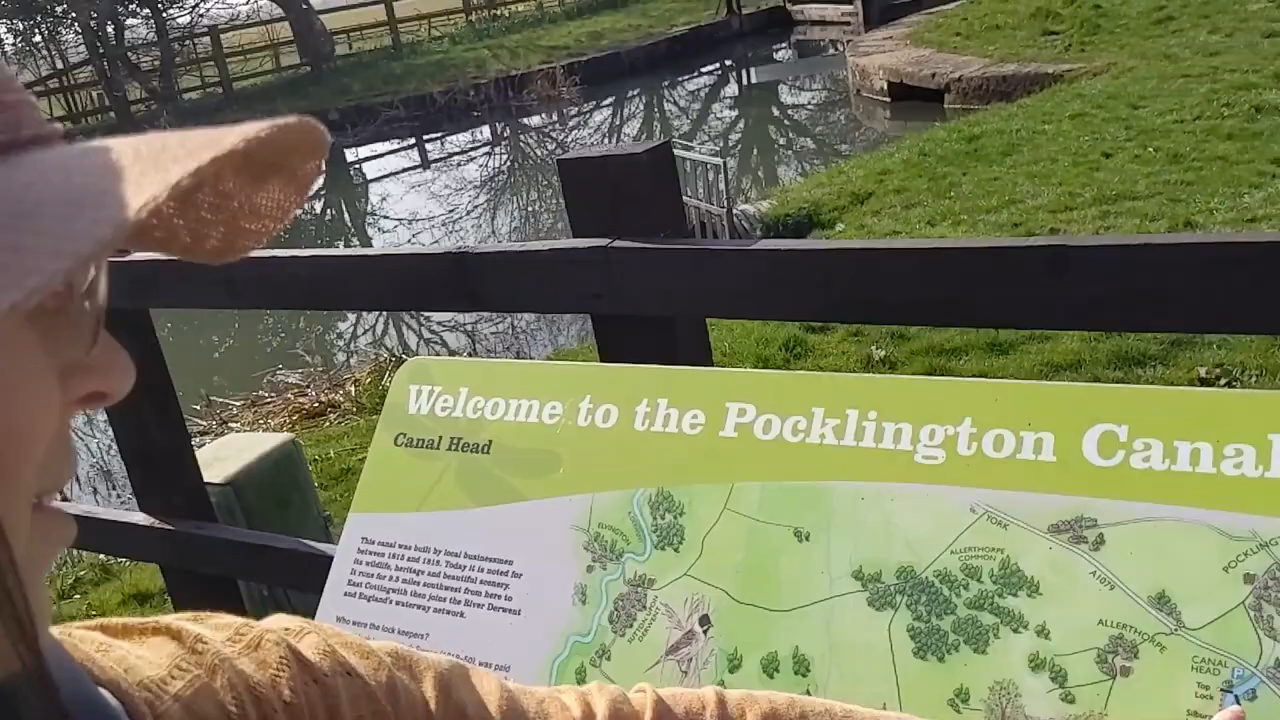 Welcome to the Pocklington Canal
Canal Head
This canal was built by local businessmen
between 1815 and 1818. Today it is noted for
its wildlife, heritage and beautiful scenery.
It runs for 9.5 miles southwest from here to
East Cottingwith then joins the River Derwent
and England's waterway network.
Who were the lock keepers?
was paid
ELVINGTON
SUTTON
DERWENT
YORK
A1079
ALLERTHORPE
COMMON
ALLERTHORPE
POCKLING
CANAL
HEAD
P
Top
Lock